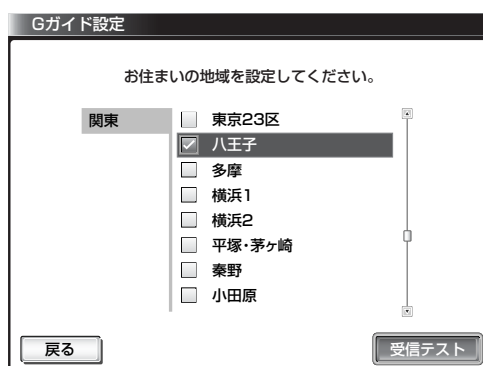 Gガイド設定
お住まいの地域を設定してください。
関東
東京23区
八王子
多摩
横浜1
横浜2
平塚・茅ヶ崎
秦野
小田原
戻る
受信テスト